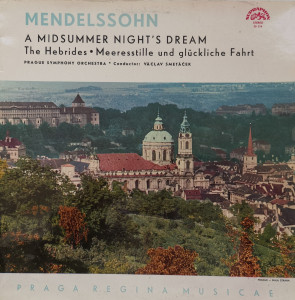 MENDELSSOHN
SUPRAPHON
A MIDSUMMER NIGHT'S DREAM
The Hebrides • Meeresstille und glückliche Fahrt
PRAGUE SYMPHONY ORCHESTRA • Conductor: VÁCLAV SMETÁČEK
PRAGA REGINA MUSICAE